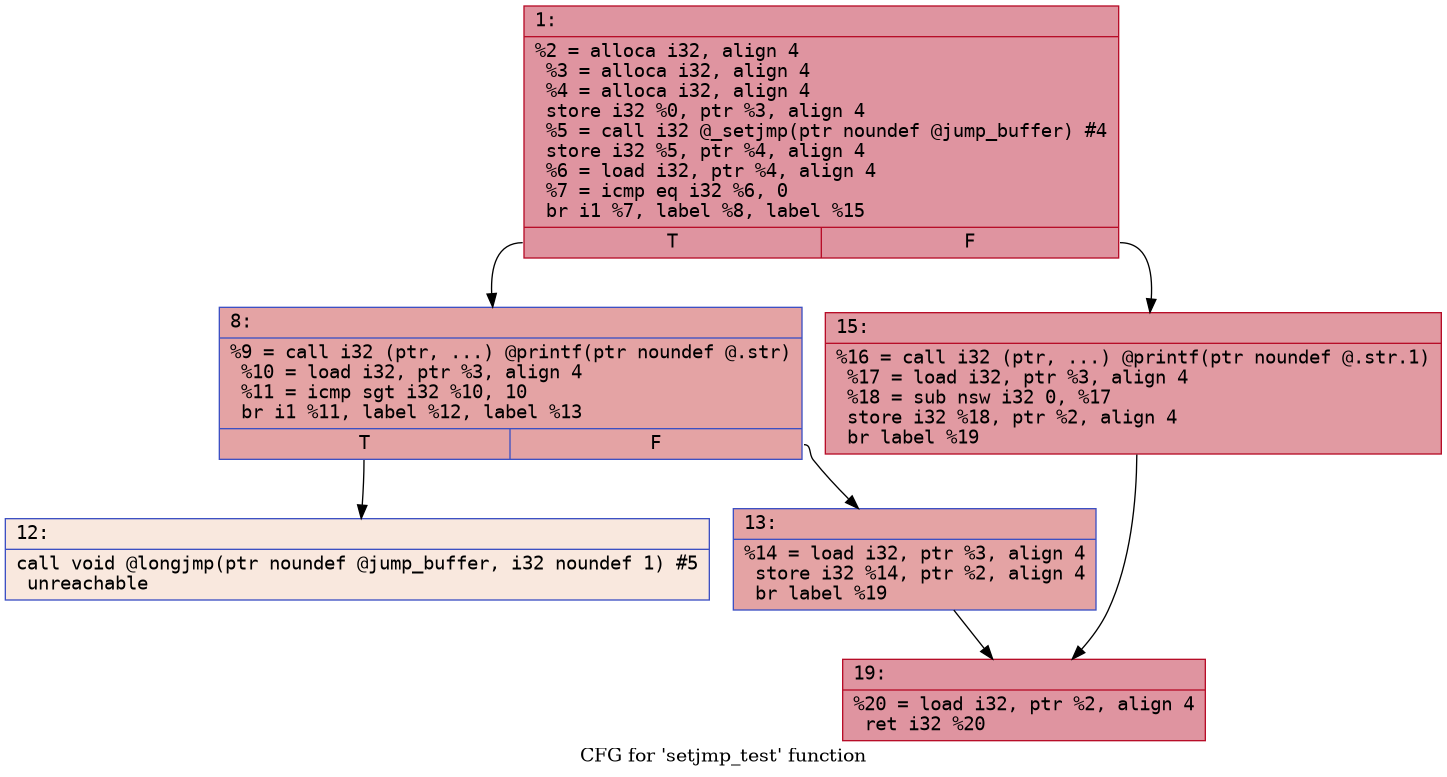 1:
%2 = alloca i32, align 4
%3 = alloca i32, align 4
%4 = alloca i32, align 4
store i32 %0, ptr %3, align 4
%5 = call i32 @_setjmp(ptr noundef @jump_buffer) #4
store i32 %5, ptr %4, align 4
%6 = load i32, ptr %4, align 4
%7 = icmp eq i32 %6, 0
br i1 %7, label %8, label %15
T F
8:
%9 = call i32 (ptr, ...) @printf(ptr noundef @.str)
%10 = load i32, ptr %3, align 4
%11 = icmp sgt i32 %10, 10
br i1 %11, label %12, label %13
T F
15:
%16 = call i32 (ptr, ...) @printf(ptr noundef @.str.1)
%17 = load i32, ptr %3, align 4
%18 = sub nsw i32 0, %17
store i32 %18, ptr %2, align 4
br label %19
12:
call void @longjmp(ptr noundef @jump_buffer, i32 noundef 1) #5
unreachable
13:
%14 = load i32, ptr %3, align 4
store i32 %14, ptr %2, align 4
br label %19
19:
%20 = load i32, ptr %2, align 4
ret i32 %20
CFG for 'setjmp_test' function